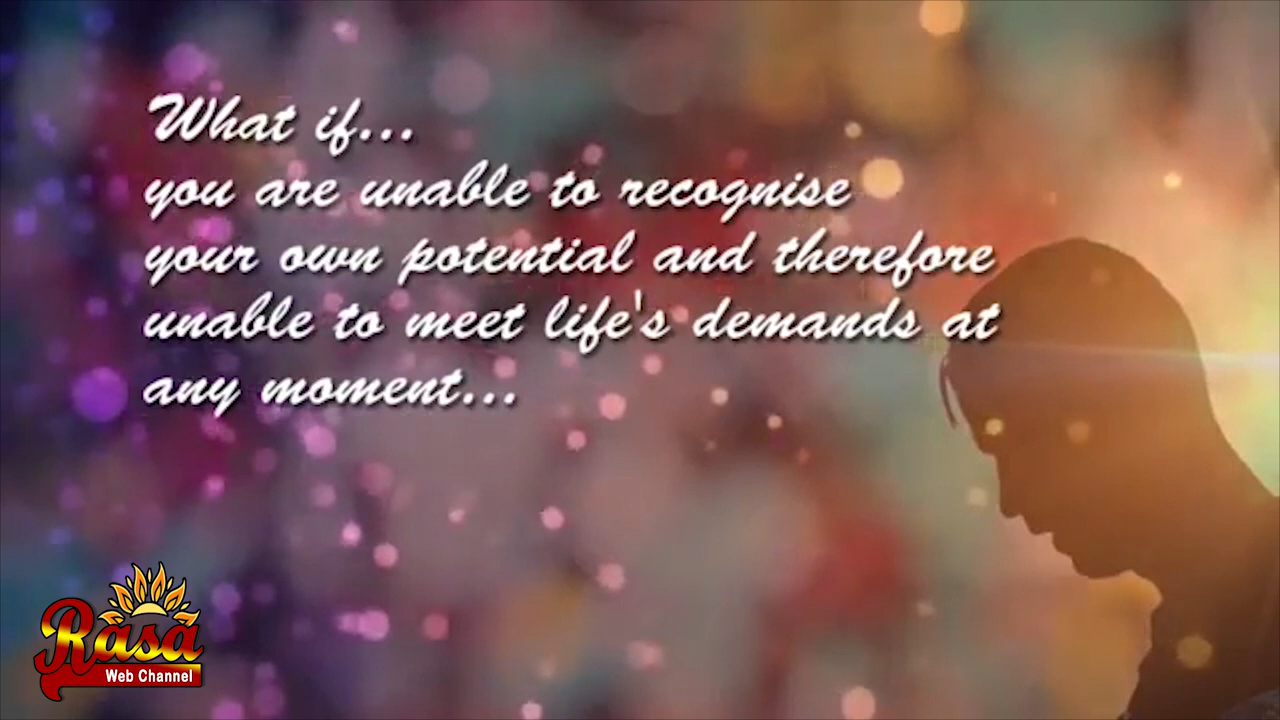 What if...
you are unable to recognise
your own potential and therefore
unable to meet life's demands at
any moment...
Rasa
Web Channel